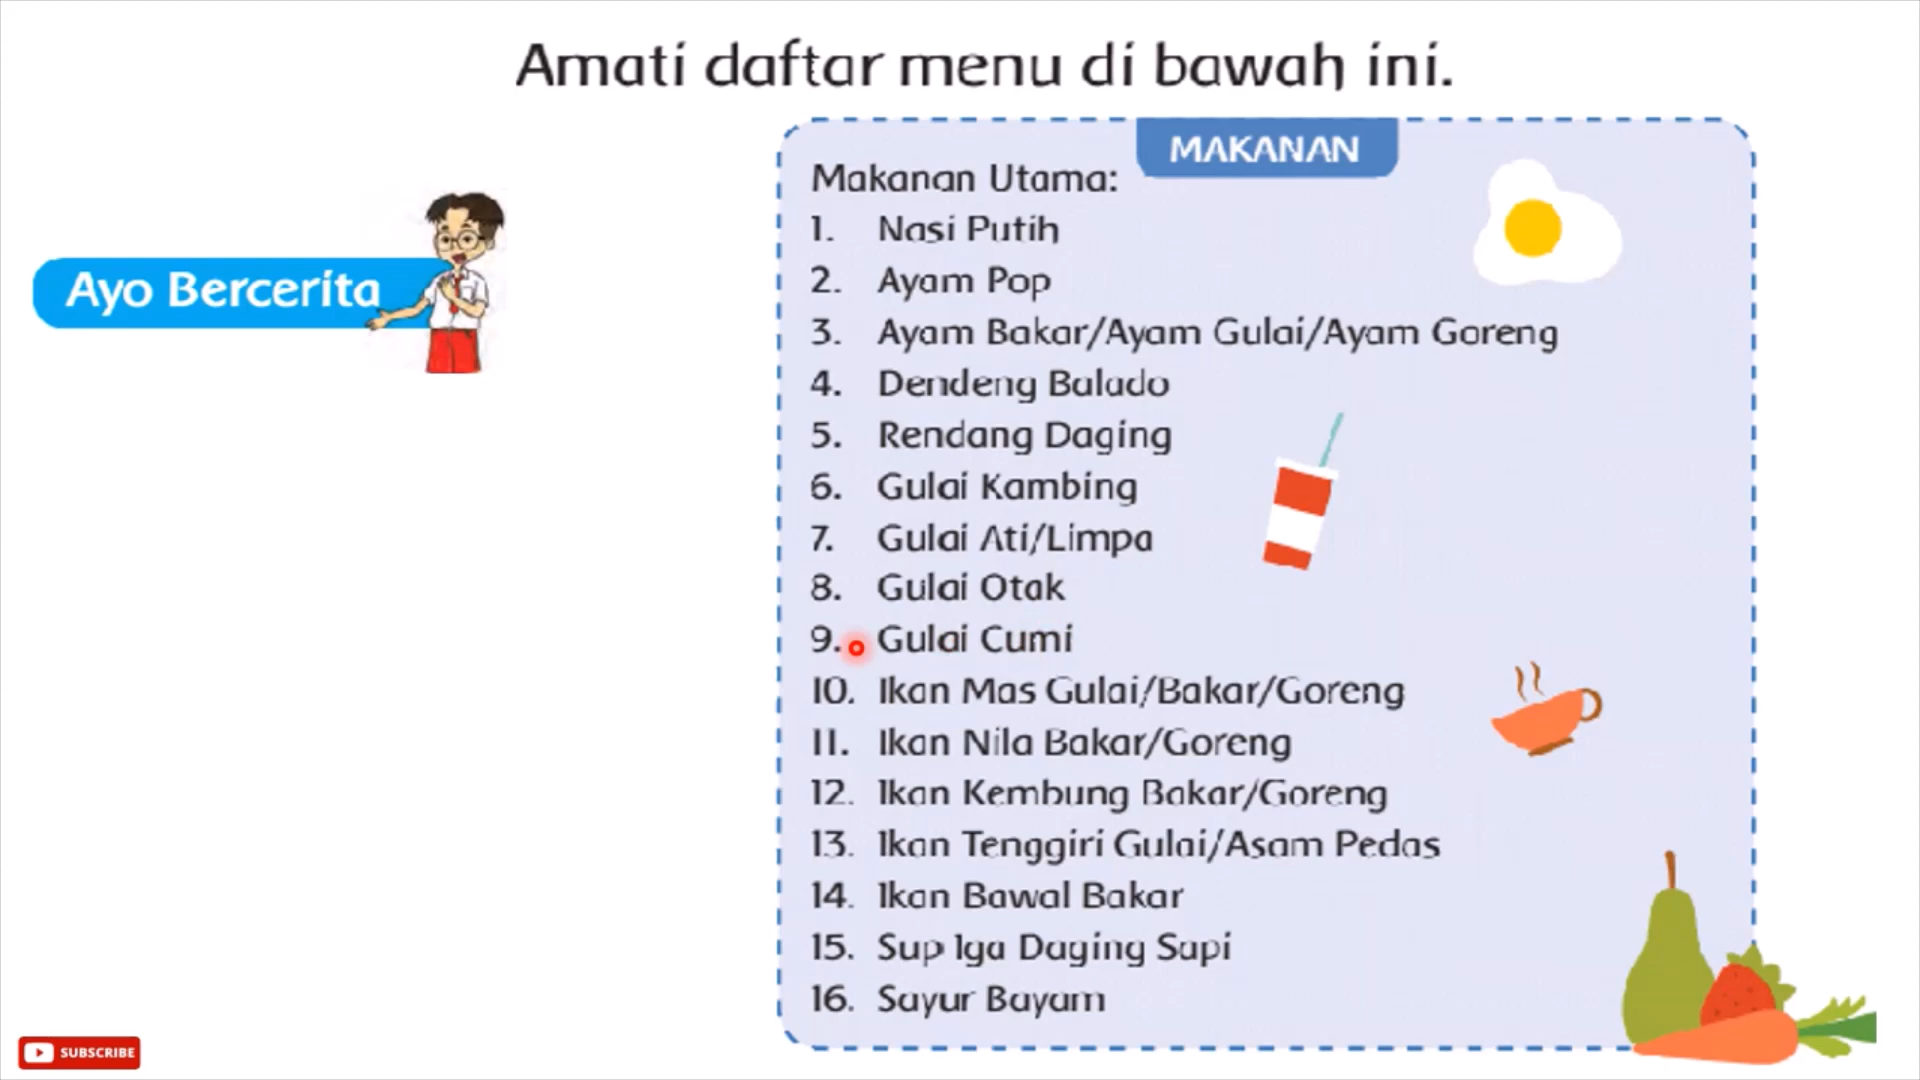 Amati daftar menu di bawah ini.
Ayo Bercerita
MAKANAN
Makanan Utama:
1. Nasi Putih
2. Ayam Pop
3. Ayam Bakar/Ayam Gulai/Ayam Goreng
4. Dendeng Balado
5. Rendang Daging
6. Gulai Kambing
7. Gulai Ati/Limpa
8. Gulai Otak
9. Gulai Cumi
10. Ikan Mas Gulai/Bakar/Goreng
11. Ikan Nila Bakar/Goreng
12. Ikan Kembung Bakar/Goreng
13. Ikan Tenggiri Gulai/Asam Pedas
14. Ikan Bawal Bakar
15. Sup Iga Daging Sapi
16. Sayur Bayam
SUBSCRIBE